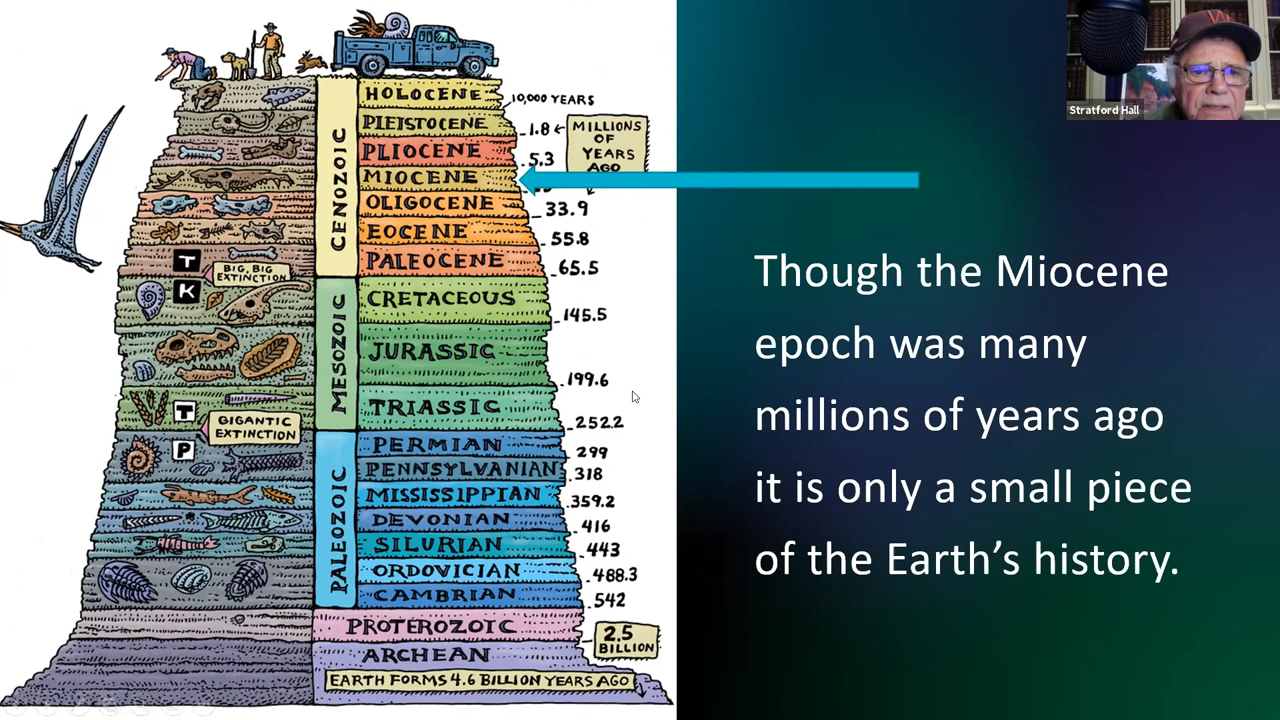 HOLOCENE
10,000 YEARS
PLEISTOCENE
1.8
MILLIONS
OF
YEARS
AGO
PLIOCENE
5.3
MIOCENE
OLIGOCENE
33.9
EOCENE
55.8
PALEOCENE
65.5
CENOZOIC
T
BIG, BIG
EXTINCTION
K
CRETACEOUS
145.5
JURASSIC
199.6
TRIASSIC
252.2
MESOZOIC
T
GIGANTIC
EXTINCTION
P
PERMIAN
299
PENNSYLVANIAN
318
MISSISSIPPIAN
359.2
DEVONIAN
416
SILURIAN
443
ORDOVICIAN
488.3
CAMBRIAN
542
PALEOZOIC
PROTEROZOIC
2.5
BILLION
ARCHEAN
EARTH FORMS 4.6 BILLION YEARS AGO
Stratford Hall
Though the Miocene
epoch was many
millions of years ago
it is only a small piece
of the Earth’s history.